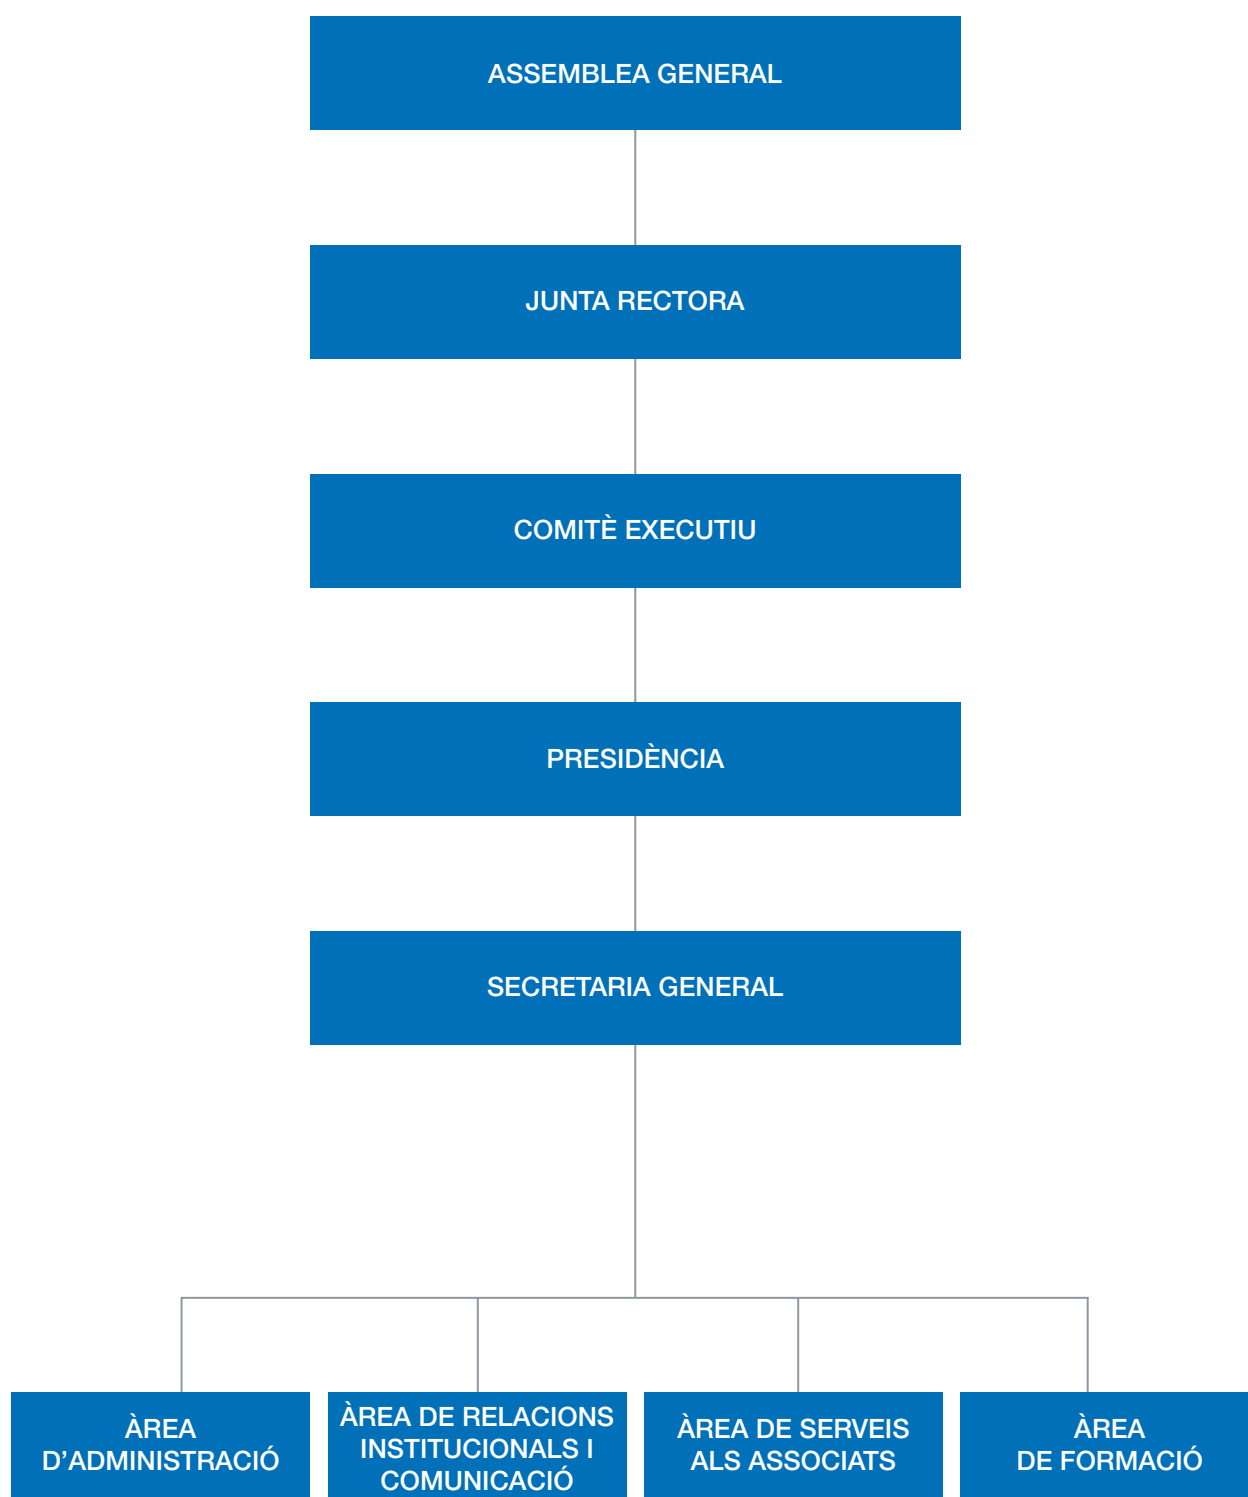 ASSEMBLEA GENERAL
JUNTA RECTORA
COMITÈ EXECUTIU
PRESIDÈNCIA
SECRETARIA GENERAL
ÀREA
D’ADMINISTRACIÓ
ÀREA DE RELACIONS
INSTITUCIONALS I
COMUNICACIÓ
ÀREA DE SERVEIS
ALS ASSOCIATS
ÀREA
DE FORMACIÓ